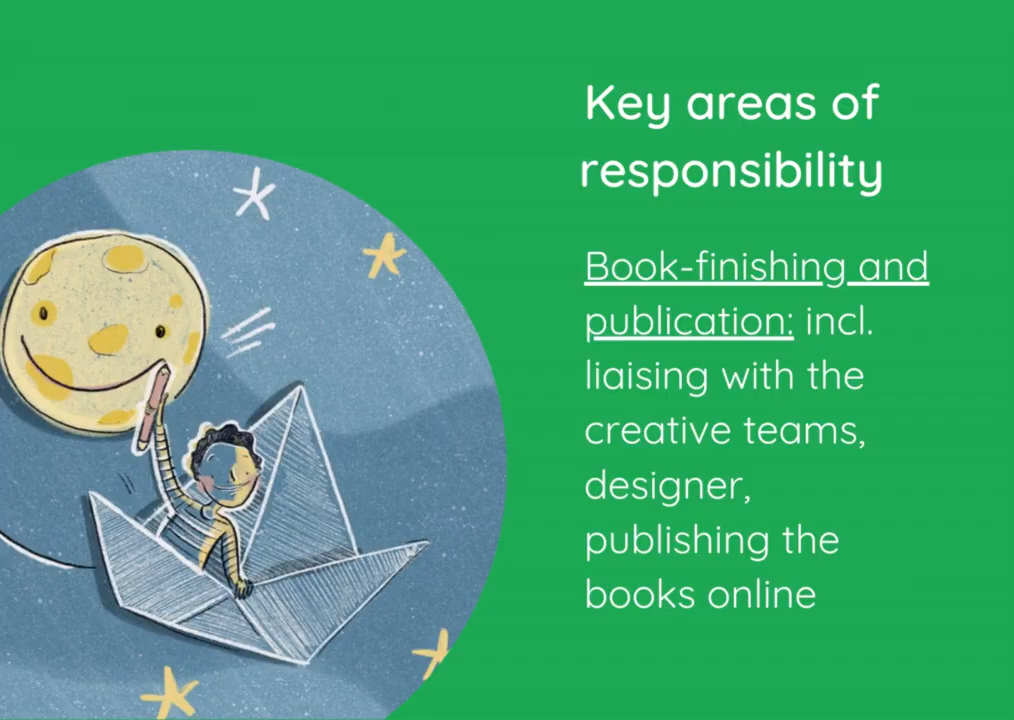 Key areas of
responsibility
Book-finishing and
publication: incl.
liaising with the
creative teams,
designer,
publishing the
books online